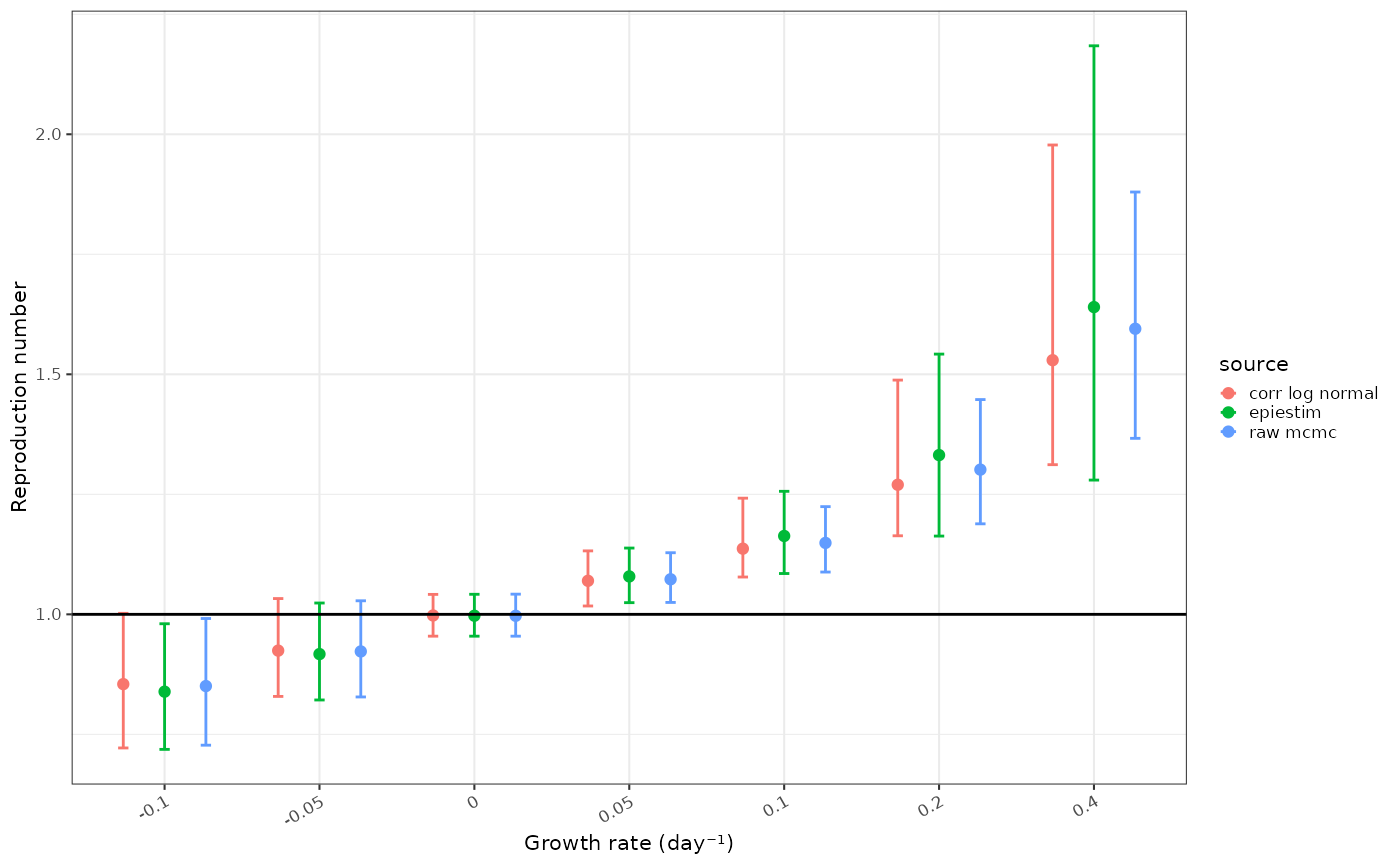 Reproduction number
2.0
1.5
1.0
-0.1
-0.05
0
0.05
0.1
0.2
0.4
Growth rate (day⁻¹)
source
corr log normal
epiestim
raw mcmc